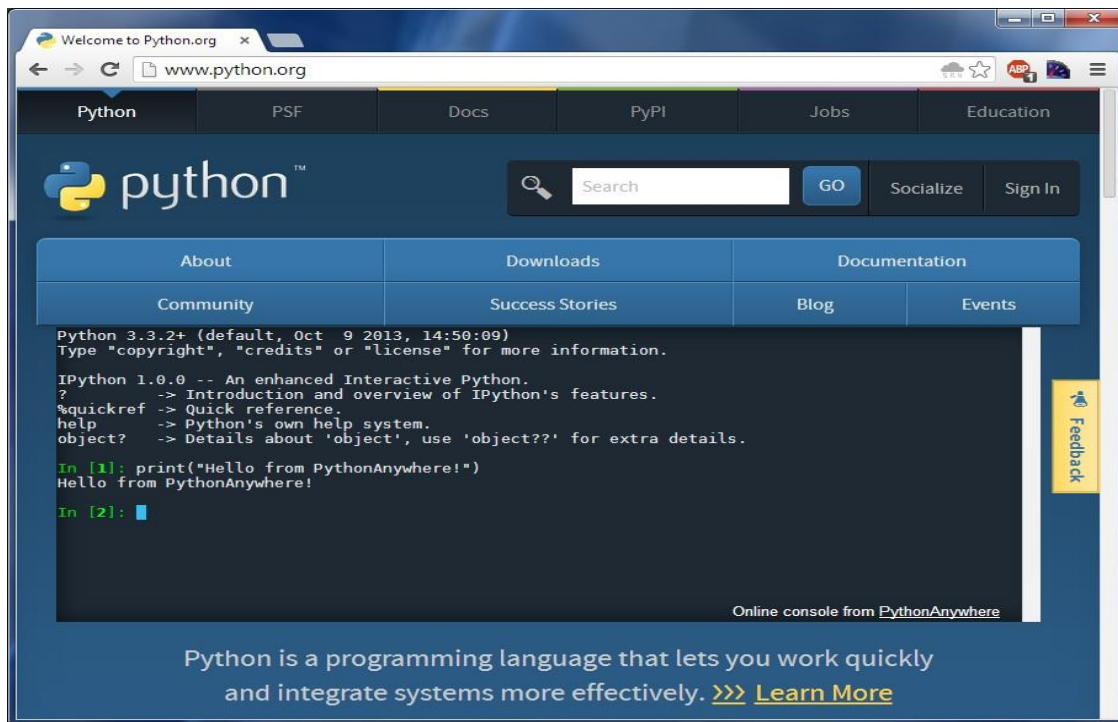 Welcome to Python.org
www.python.org
ABP 1
Python PSF Docs PyPI Jobs Education
python™ Search GO Socialize Sign In
About Downloads Documentation
Community Success Stories Blog Events
Python 3.3.2+ (default, Oct  9 2013, 14:50:09)
Type "copyright", "credits" or "license" for more information.
IPython 1.0.0 -- An enhanced Interactive Python.
?         -> Introduction and overview of IPython's features.
%quickref -> Quick reference.
help      -> Python's own help system.
object?   -> Details about 'object', use 'object??' for extra details.
In [1]: print("Hello from PythonAnywhere!")
Hello from PythonAnywhere!
In [2]:
Feedback
Online console from PythonAnywhere
Python is a programming language that lets you work quickly
and integrate systems more effectively. >>> Learn More